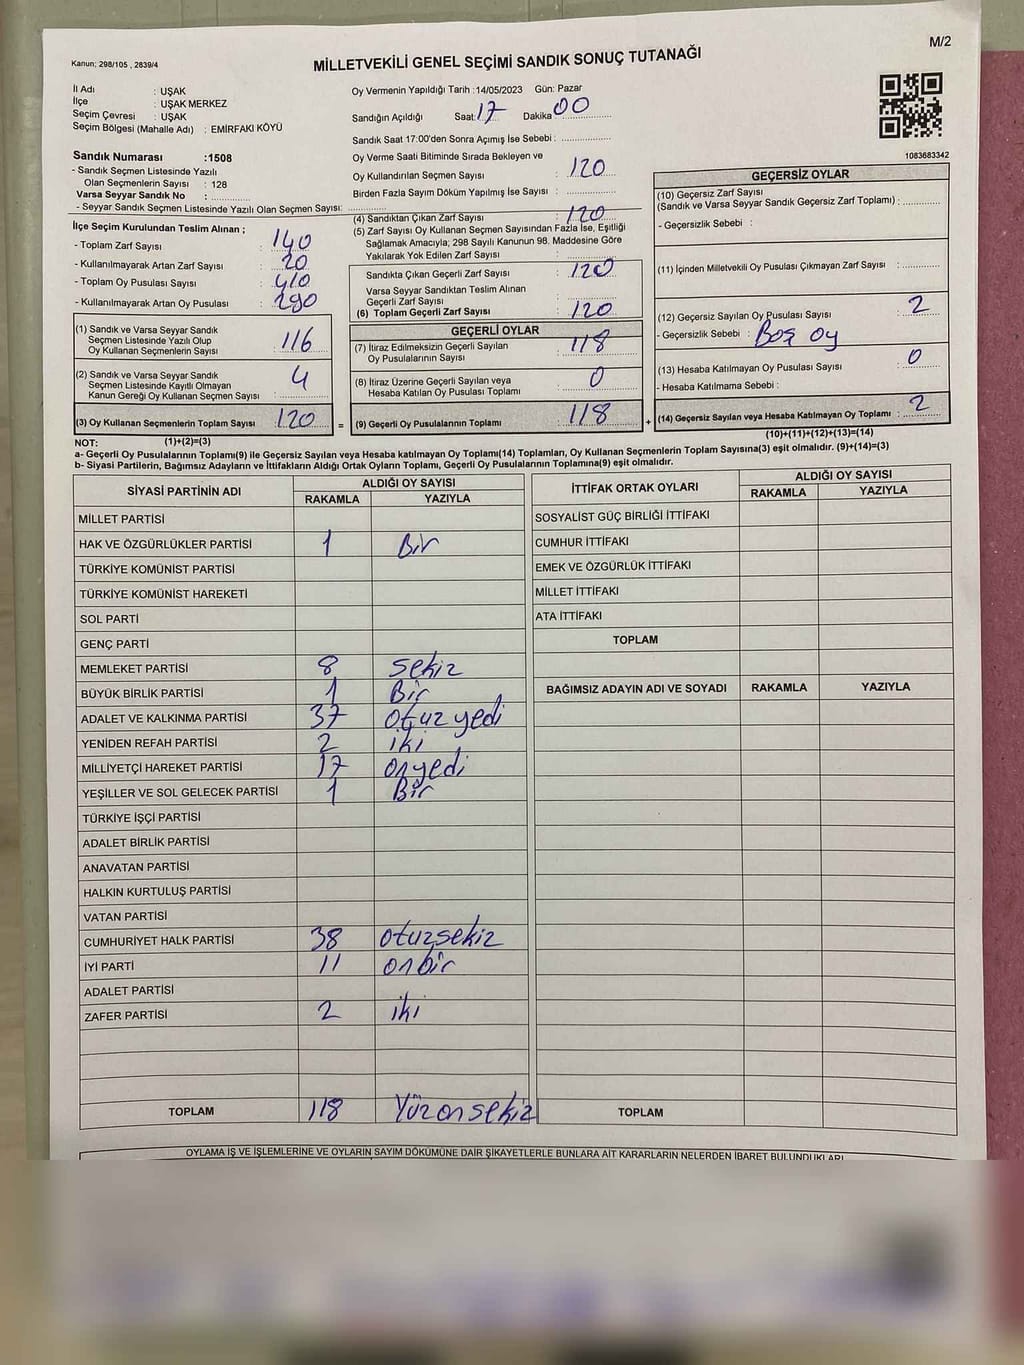 M/2
Kanun; 298/105 , 2839/4
MİLLETVEKİLİ GENEL SEÇİMİ SANDIK SONUÇ TUTANAĞI
İl Adı : UŞAK
İlçe : UŞAK MERKEZ
Seçim Çevresi : UŞAK
Seçim Bölgesi (Mahalle Adı) : EMİRFAKI KÖYÜ
Sandık Numarası :1508
- Sandık Seçmen Listesinde Yazılı
Olan Seçmenlerin Sayısı : 128
Varsa Seyyar Sandık No :
- Seyyar Sandık Seçmen Listesinde Yazılı Olan Seçmen Sayısı:
Oy Vermenin Yapıldığı Tarih :14/05/2023 Gün: Pazar
Sandığın Açıldığı Saat: 17 Dakika 00
Sandık Saat 17:00'den Sonra Açımış İse Sebebi :
Oy Verme Saati Bitiminde Sırada Bekleyen ve
Oy Kullandırılan Seçmen Sayısı : 120
Birden Fazla Sayım Döküm Yapılmış İse Sayısı :
1083683342
İlçe Seçim Kurulundan Teslim Alınan ;
- Toplam Zarf Sayısı : 140
- Kullanılmayarak Artan Zarf Sayısı : 20
- Toplam Oy Pusulası Sayısı : 410
- Kullanılmayarak Artan Oy Pusulası : 290
(1) Sandık ve Varsa Seyyar Sandık
Seçmen Listesinde Yazılı Olup
Oy Kullanan Seçmenlerin Sayısı : 116
(2) Sandık ve Varsa Seyyar Sandık
Seçmen Listesinde Kayıtlı Olmayan
Kanun Gereği Oy Kullanan Seçmen Sayısı : 4
(3) Oy Kullanan Seçmenlerin Toplam Sayısı : 120
(1)+(2)=(3)
(4) Sandıktan Çıkan Zarf Sayısı : 120
(5) Zarf Sayısı Oy Kullanan Seçmen Sayısından Fazla İse, Eşitliği
Sağlamak Amacıyla; 298 Sayılı Kanunun 98. Maddesine Göre
Yakılarak Yok Edilen Zarf Sayısı :
Sandıkta Çıkan Geçerli Zarf Sayısı : 120
Varsa Seyyar Sandıktan Teslim Alınan
Geçerli Zarf Sayısı :
(6) Toplam Geçerli Zarf Sayısı : 120
GEÇERLİ OYLAR
(7) İtiraz Edilmeksizin Geçerli Sayılan
Oy Pusulalarının Sayısı : 118
(8) İtiraz Üzerine Geçerli Sayılan veya
Hesaba Katılan Oy Pusulası Toplamı : 0
= (9) Geçerli Oy Pusulalarının Toplamı : 118 +
GEÇERSİZ OYLAR
(10) Geçersiz Zarf Sayısı
(Sandık ve Varsa Seyyar Sandık Geçersiz Zarf Toplamı) :
- Geçersizlik Sebebi :
(11) İçinden Milletvekili Oy Pusulası Çıkmayan Zarf Sayısı :
(12) Geçersiz Sayılan Oy Pusulası Sayısı : 2
- Geçersizlik Sebebi : Boş oy
(13) Hesaba Katılmayan Oy Pusulası Sayısı : 0
- Hesaba Katılmama Sebebi :
(14) Geçersiz Sayılan veya Hesaba Katılmayan Oy Toplamı : 2
(10)+(11)+(12)+(13)=(14)
NOT:
a- Geçerli Oy Pusulalarının Toplamı(9) ile Geçersiz Sayılan veya Hesaba katılmayan Oy Toplamı(14) Toplamları, Oy Kullanan Seçmenlerin Toplam Sayısına(3) eşit olmalıdır. (9)+(14)=(3)
b- Siyasi Partilerin, Bağımsız Adayların ve İttifakların Aldığı Ortak Oyların Toplamı, Geçerli Oy Pusulalarının Toplamına(9) eşit olmalıdır.
SİYASİ PARTİNİN ADI ALDIĞI OY SAYISI
RAKAMLA YAZIYLA
MİLLET PARTİSİ
HAK VE ÖZGÜRLÜKLER PARTİSİ 1 Bir
TÜRKİYE KOMÜNİST PARTİSİ
TÜRKİYE KOMÜNİST HAREKETİ
SOL PARTİ
GENÇ PARTİ
MEMLEKET PARTİSİ 8 sekiz
BÜYÜK BİRLİK PARTİSİ 1 Bir
ADALET VE KALKINMA PARTİSİ 37 otuz yedi
YENİDEN REFAH PARTİSİ 2 iki
MİLLİYETÇİ HAREKET PARTİSİ 17 onyedi
YEŞİLLER VE SOL GELECEK PARTİSİ 1 Bir
TÜRKİYE İŞÇİ PARTİSİ
ADALET BİRLİK PARTİSİ
ANAVATAN PARTİSİ
HALKIN KURTULUŞ PARTİSİ
VATAN PARTİSİ
CUMHURİYET HALK PARTİSİ 38 otuzsekiz
İYİ PARTİ 11 onbir
ADALET PARTİSİ
ZAFER PARTİSİ 2 iki
TOPLAM 118 Yüzonsekiz
İTTİFAK ORTAK OYLARI ALDIĞI OY SAYISI
RAKAMLA YAZIYLA
SOSYALİST GÜÇ BİRLİĞİ İTTİFAKI
CUMHUR İTTİFAKI
EMEK VE ÖZGÜRLÜK İTTİFAKI
MİLLET İTTİFAKI
ATA İTTİFAKI
TOPLAM
BAĞIMSIZ ADAYIN ADI VE SOYADI RAKAMLA YAZIYLA
TOPLAM
OYLAMA İŞ VE İŞLEMLERİNE VE OYLARIN SAYIM DÖKÜMÜNE DAİR ŞİKAYETLERLE BUNLARA AİT KARARLARIN NELERDEN İBARET BULUNDUKLARI